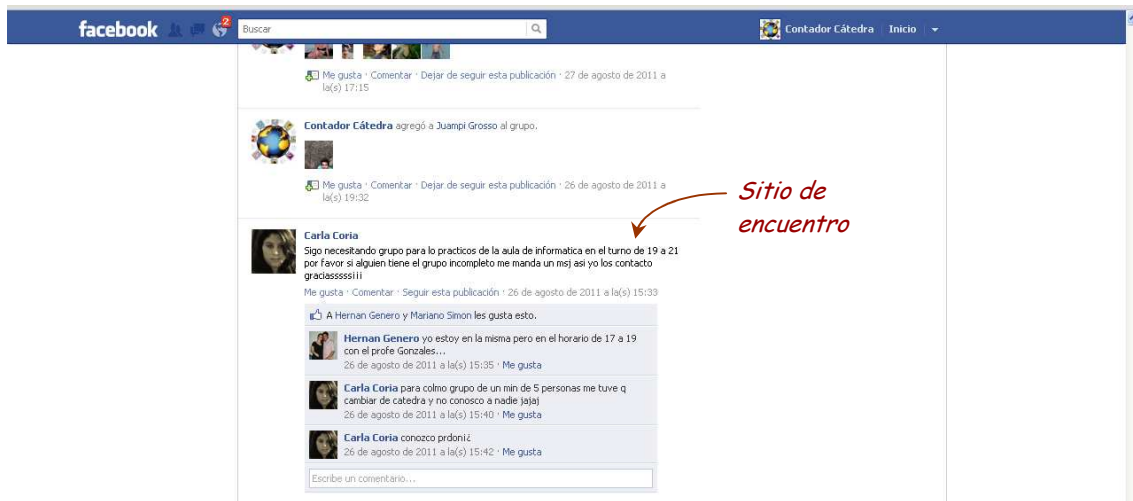 facebook
2
Buscar
Contador Cátedra
Inicio
Me gusta · Comentar · Dejar de seguir esta publicación · 27 de agosto de 2011 a
la(s) 17:15
Contador Cátedra agregó a Juampi Grosso al grupo.
Me gusta · Comentar · Dejar de seguir esta publicación · 26 de agosto de 2011 a
la(s) 19:32
Sitio de
encuentro
Carla Coria
Sigo necesitando grupo para lo practicos de la aula de informatica en el turno de 19 a 21
por favor si alguien tiene el grupo incompleto me manda un msj asi yo los contacto
graciasssssiii
Me gusta · Comentar · Seguir esta publicación · 26 de agosto de 2011 a la(s) 15:33
A Hernan Genero y Mariano Simon les gusta esto.
Hernan Genero yo estoy en la misma pero en el horario de 17 a 19
con el profe Gonzales...
26 de agosto de 2011 a la(s) 15:35 · Me gusta
Carla Coria para colmo grupo de un min de 5 personas me tuve q
cambiar de catedra y no conosco a nadie jajaj
26 de agosto de 2011 a la(s) 15:40 · Me gusta
Carla Coria conozco prdoni¿
26 de agosto de 2011 a la(s) 15:42 · Me gusta
Escribe un comentario...